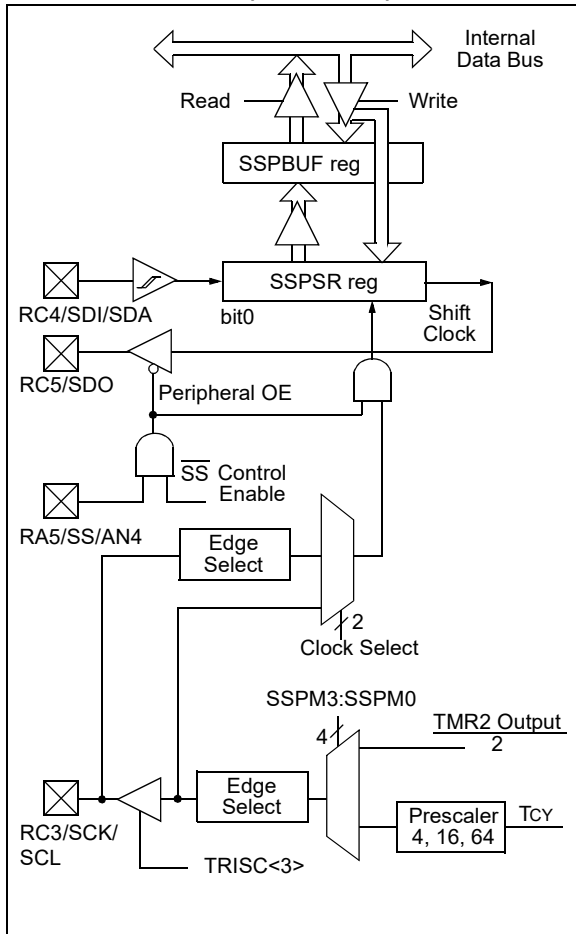 Internal
Data Bus
Read
Write
SSPBUF reg
SSPSR reg
RC4/SDI/SDA
bit0
Shift
Clock
RC5/SDO
Peripheral OE
SS Control
Enable
RA5/SS/AN4
Edge
Select
2
Clock Select
SSPM3:SSPM0
TMR2 Output
2
4
Edge
Select
Prescaler
4, 16, 64
TCY
RC3/SCK/
SCL
TRISC<3>